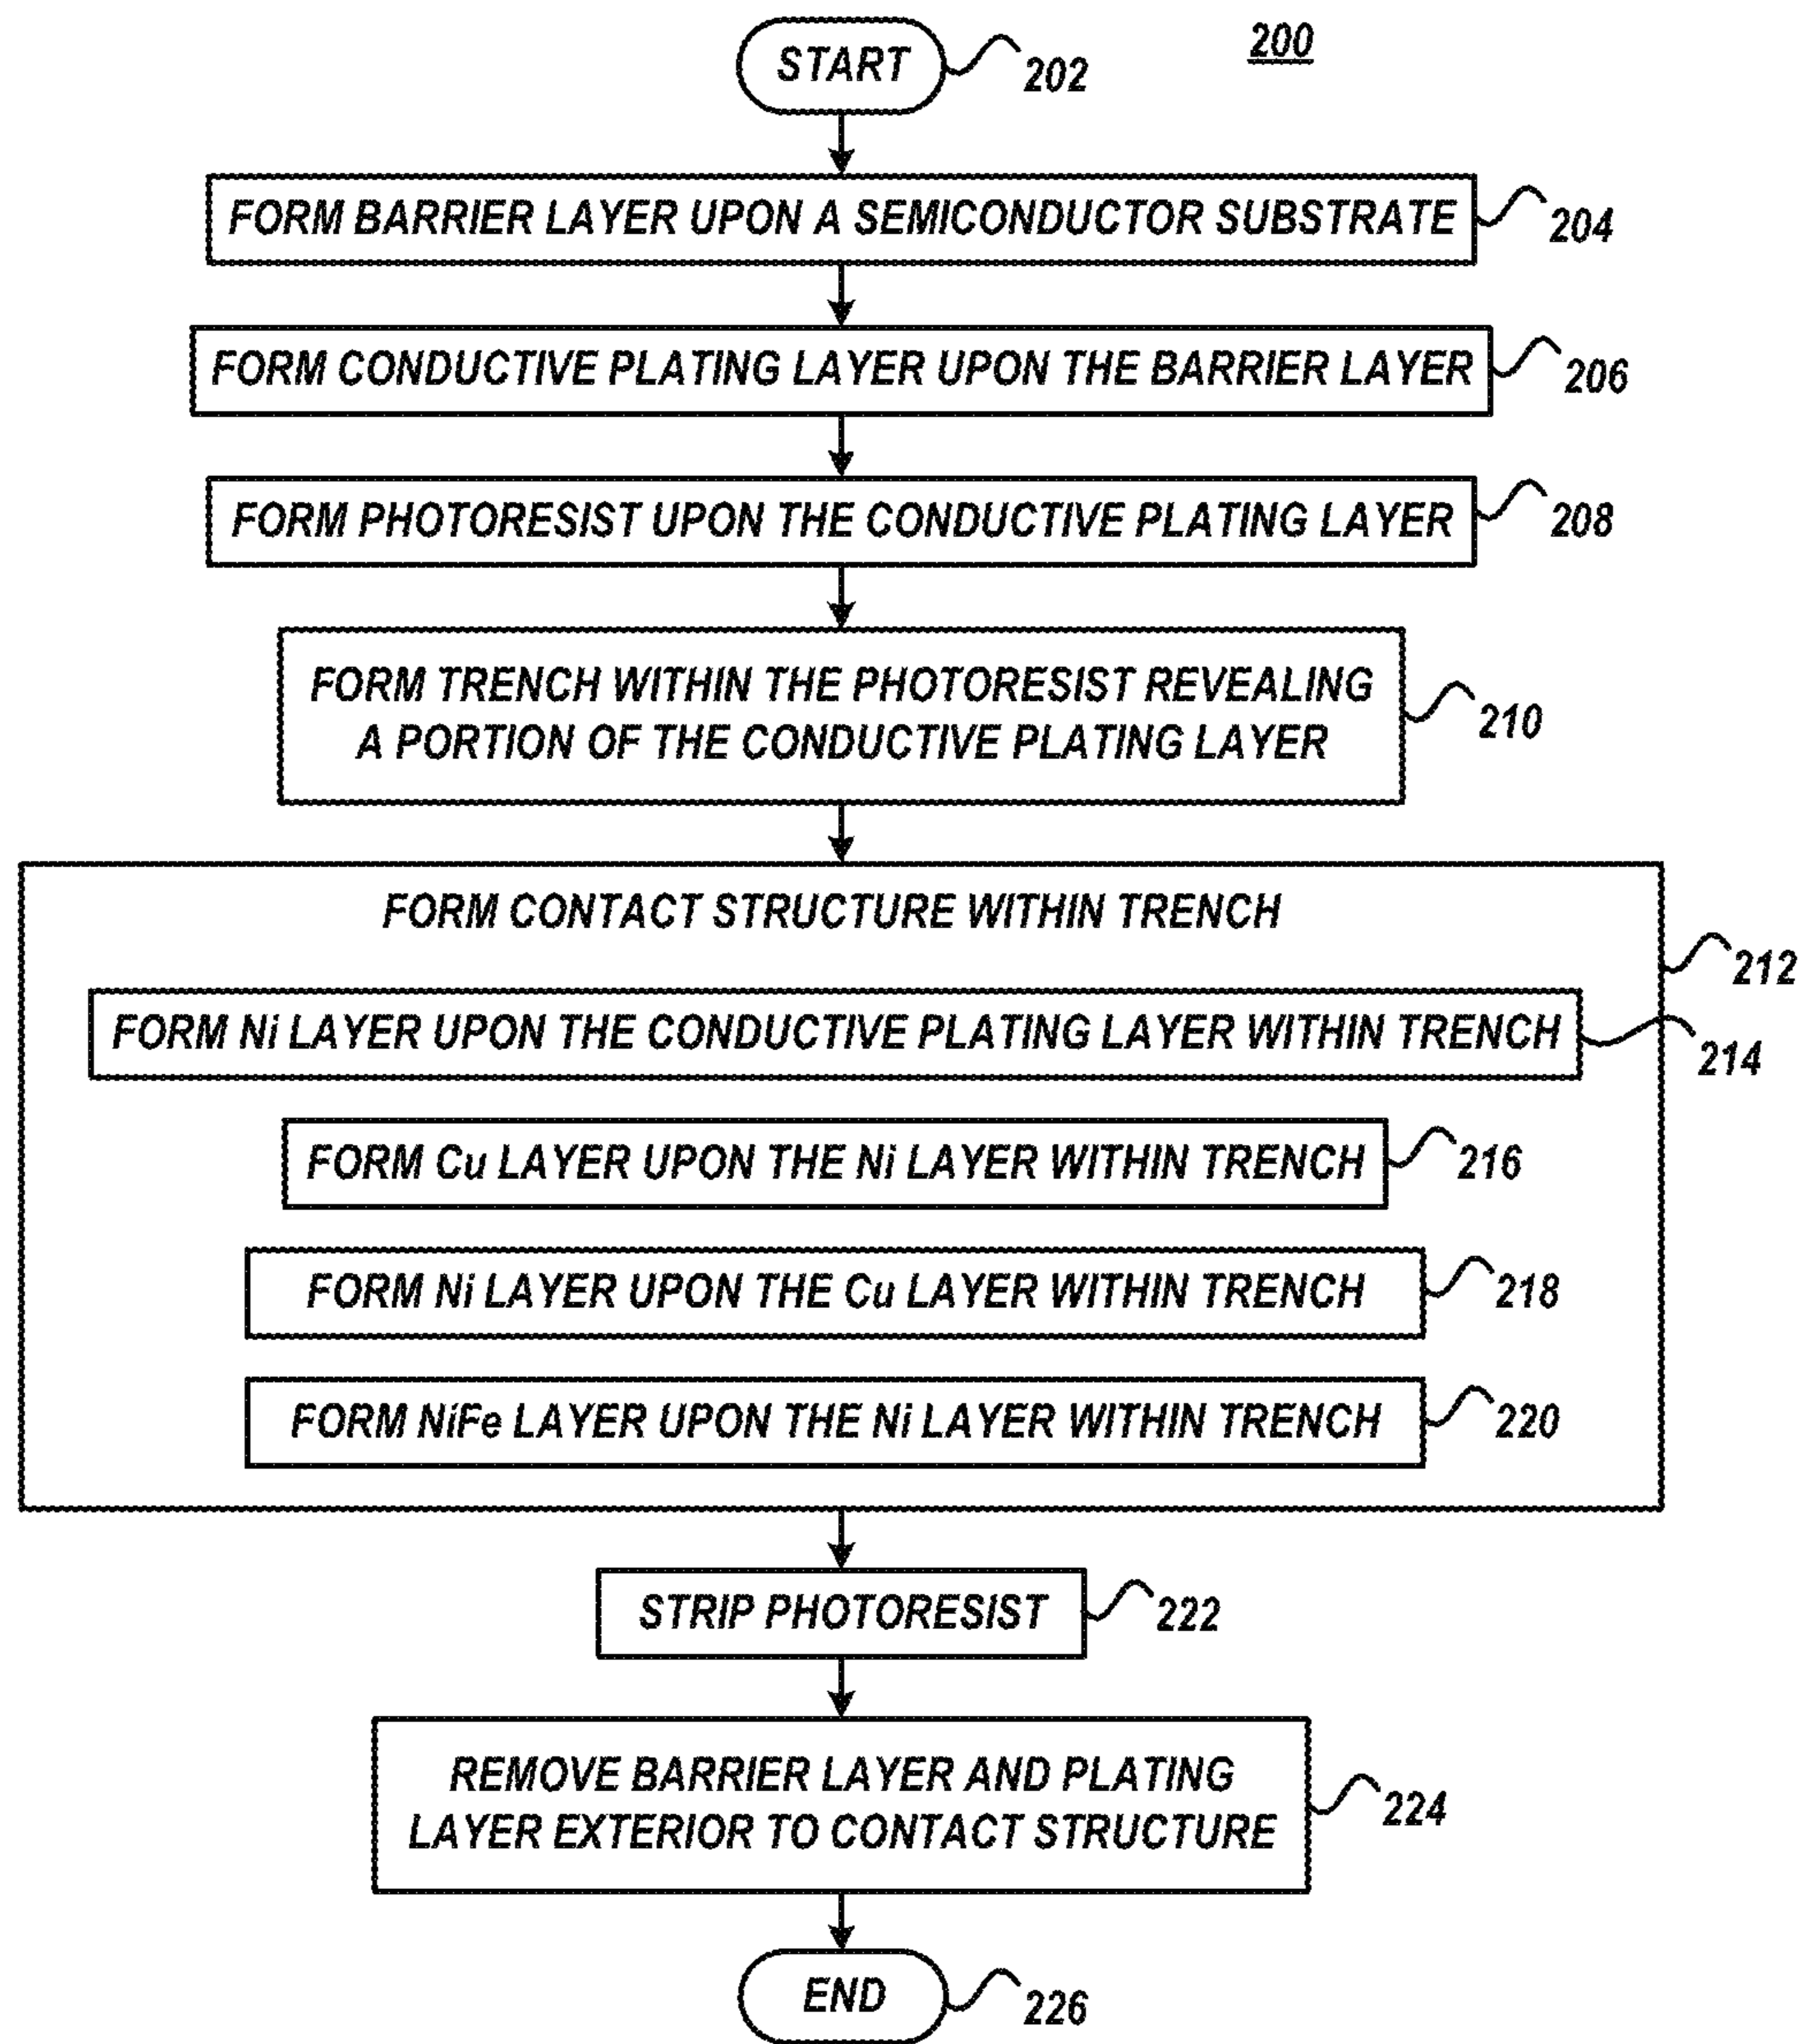 200
START
202
FORM BARRIER LAYER UPON A SEMICONDUCTOR SUBSTRATE
204
FORM CONDUCTIVE PLATING LAYER UPON THE BARRIER LAYER
206
FORM PHOTORESIST UPON THE CONDUCTIVE PLATING LAYER
208
FORM TRENCH WITHIN THE PHOTORESIST REVEALING
A PORTION OF THE CONDUCTIVE PLATING LAYER
210
FORM CONTACT STRUCTURE WITHIN TRENCH
212
FORM Ni LAYER UPON THE CONDUCTIVE PLATING LAYER WITHIN TRENCH
214
FORM Cu LAYER UPON THE Ni LAYER WITHIN TRENCH
216
FORM Ni LAYER UPON THE Cu LAYER WITHIN TRENCH
218
FORM NiFe LAYER UPON THE Ni LAYER WITHIN TRENCH
220
STRIP PHOTORESIST
222
REMOVE BARRIER LAYER AND PLATING
LAYER EXTERIOR TO CONTACT STRUCTURE
224
END
226